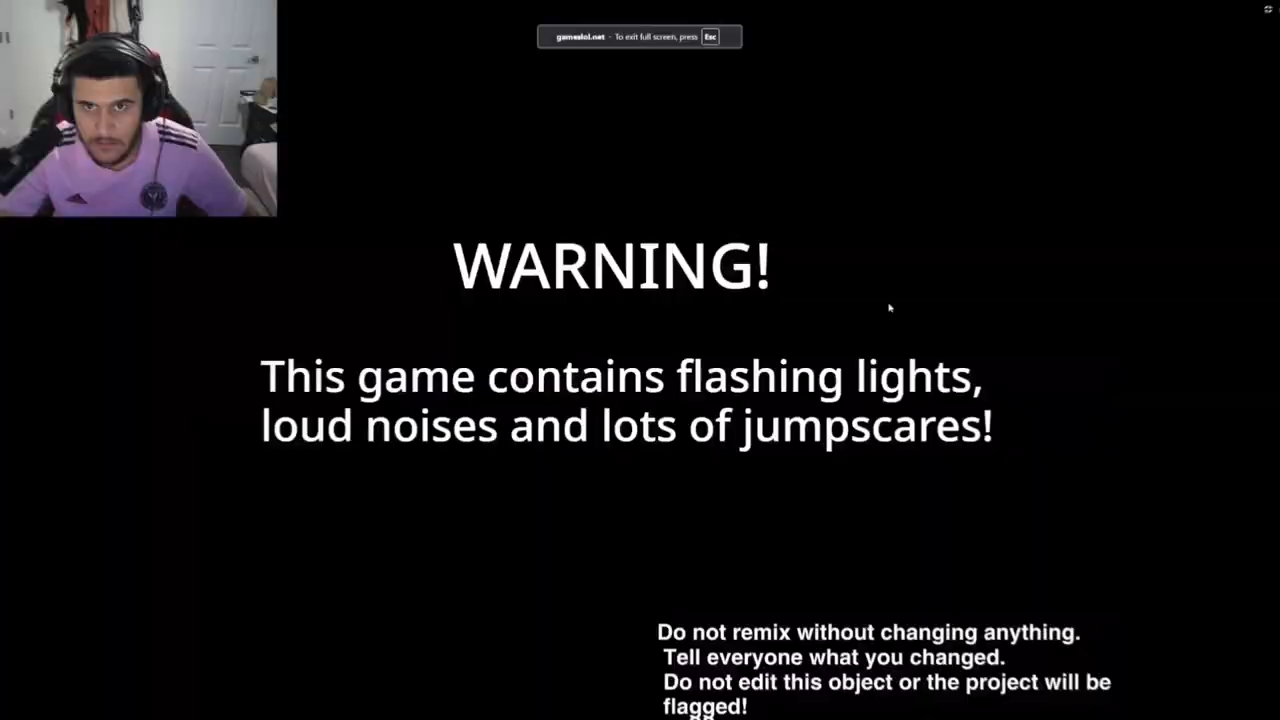 gameslol.net - To exit full screen, press Esc
WARNING!
This game contains flashing lights,
loud noises and lots of jumpscares!
Do not remix without changing anything.
Tell everyone what you changed.
Do not edit this object or the project will be
flagged!